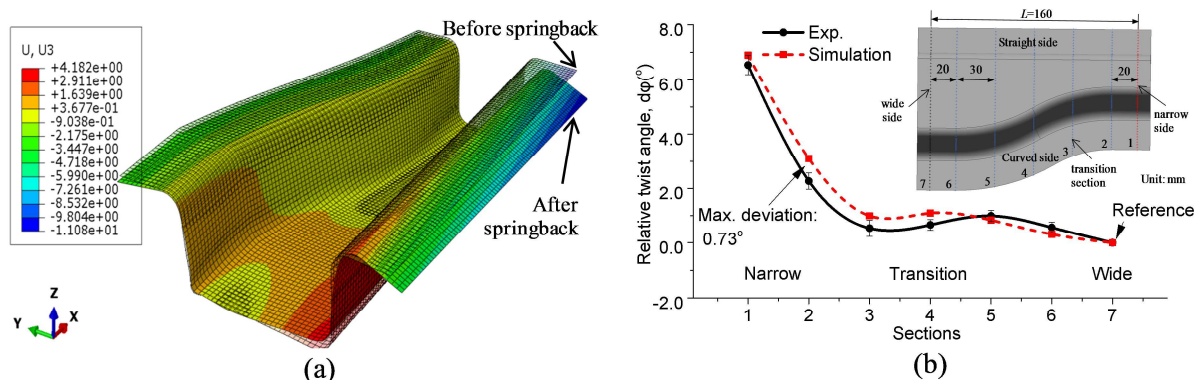 U, U3
+4.182e+00
+2.911e+00
+1.639e+00
+3.677e-01
-9.038e-01
-2.175e+00
-3.447e+00
-4.718e+00
-5.990e+00
-7.261e+00
-8.532e+00
-9.804e+00
-1.108e+01
Before springback
After
springback
Z
Y
X
(a)
Relative twist angle, dφ(°)
8.0
6.0
4.0
2.0
0.0
-2.0
Exp.
Simulation
L=160
Straight side
20
30
20
wide
side
narrow
side
Curved side
7
6
5
4
3
2
1
transition
section
Unit: mm
Max. deviation:
0.73°
Reference
Narrow
Transition
Wide
1 2 3 4 5 6 7
Sections
(b)